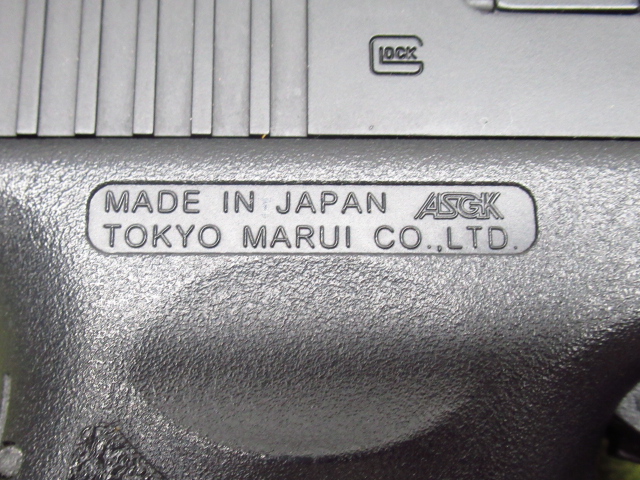 GLOCK
MADE IN JAPAN ASGK
TOKYO MARUI CO.,LTD.